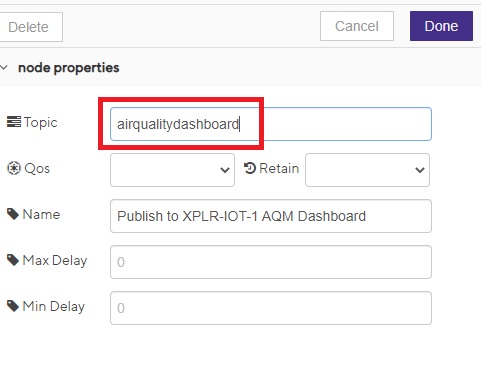 Delete Cancel Done
node properties
Topic airqualitydashboard
Qos Retain
Name Publish to XPLR-IOT-1 AQM Dashboard
Max Delay 0
Min Delay 0